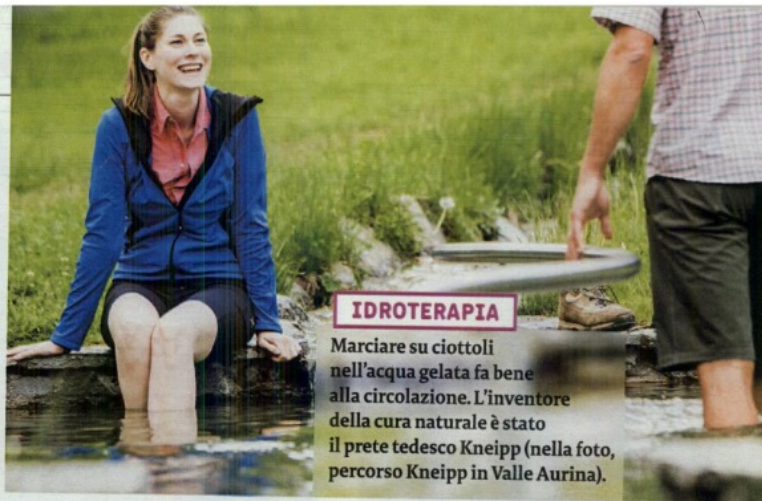 IDROTERAPIA
Marciare su ciottoli
nell'acqua gelata fa bene
alla circolazione. L'inventore
della cura naturale è stato
il prete tedesco Kneipp (nella foto,
percorso Kneipp in Valle Aurina).